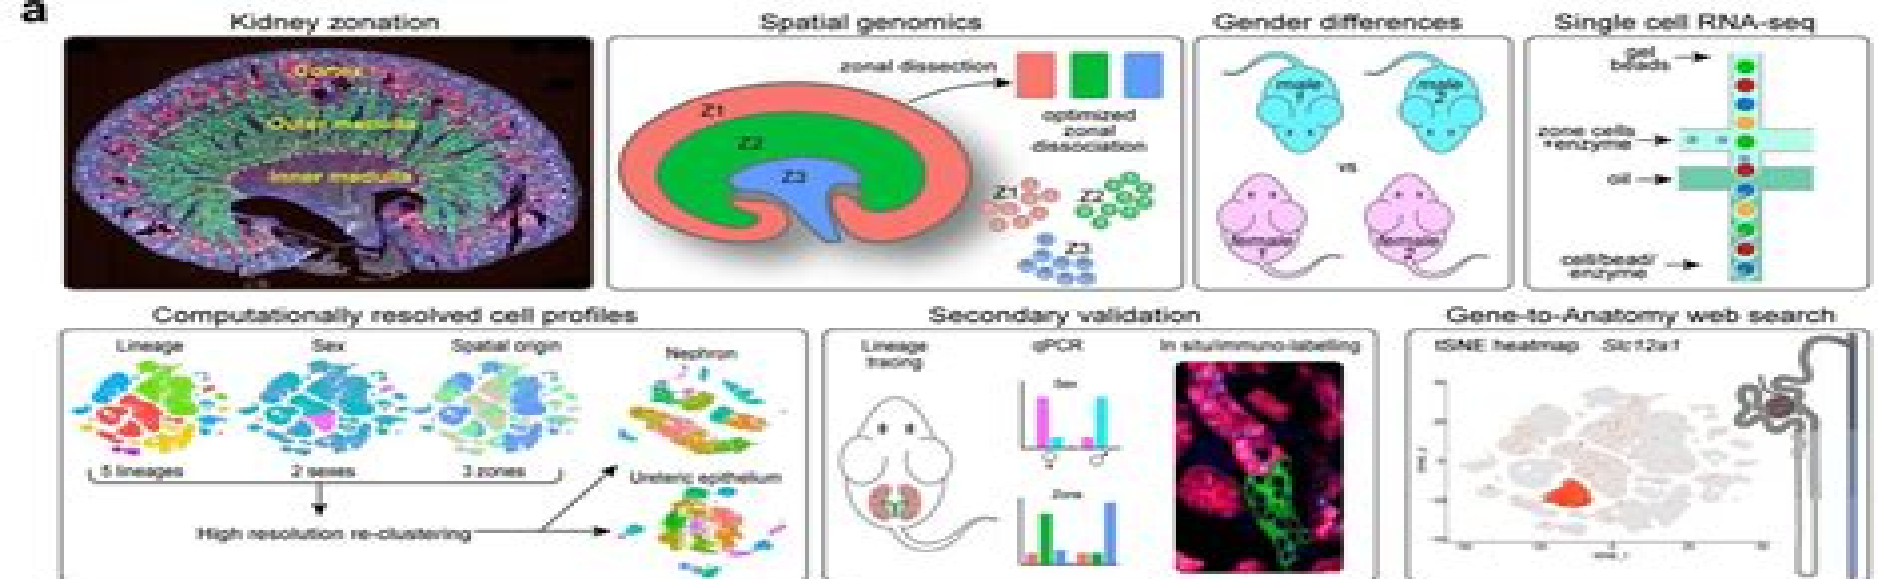 a
Kidney zonation
Cortex
Outer medulla
Inner medulla
Spatial genomics
zonal dissection
Z1
Z2
Z3
optimized
zonal
dissociation
Z1
Z2
Z3
Gender differences
male
1
male
2
vs
female
1
female
2
Single cell RNA-seq
gel
beads
zone cells
+enzyme
oil
cell/bead/
enzyme
Computationally resolved cell profiles
Lineage
Sex
Spatial origin
5 lineages
2 sexes
3 zones
High resolution re-clustering
Nephron
Ureteric epithelium
Secondary validation
Lineage
tracing
qPCR
Sex
♀
♂
Zone
In situ/immuno-labelling
Gene-to-Anatomy web search
tSNE heatmap Slc12a1